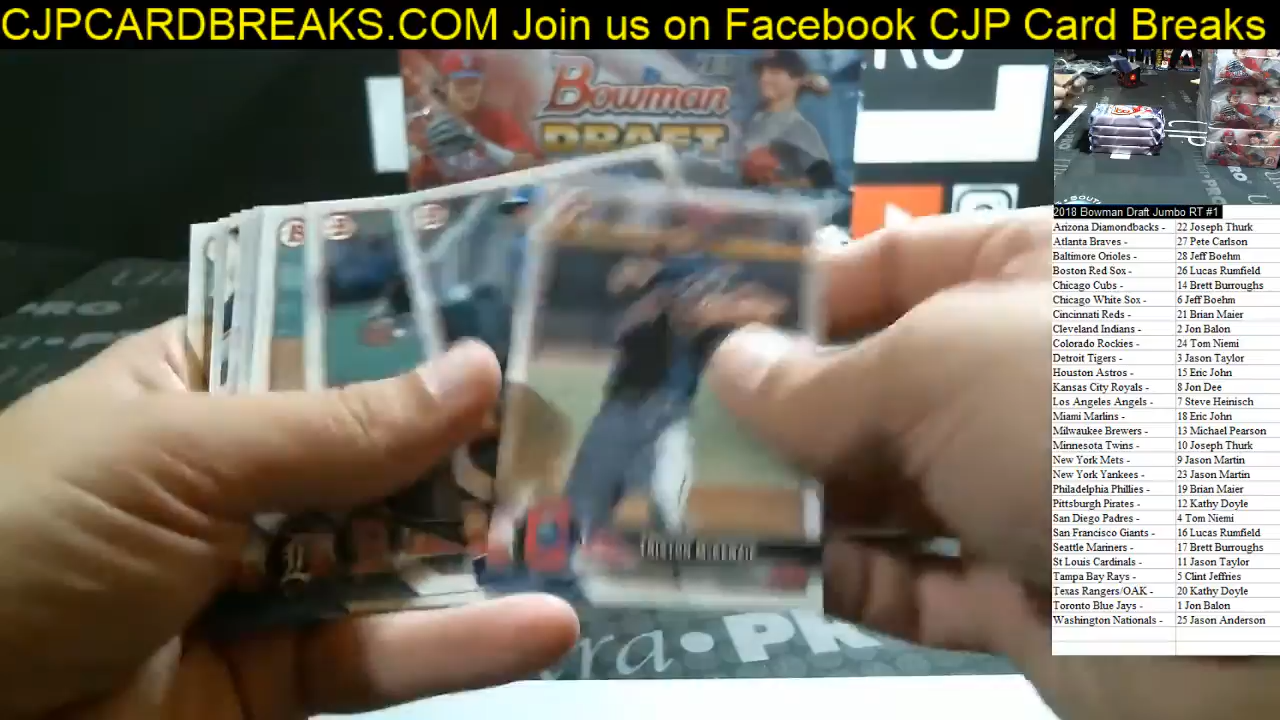 CJPCARDBREAKS.COM Join us on Facebook CJP Card Breaks
Bowman
DRAFT
2018 Bowman Draft Jumbo RT #1
Arizona Diamondbacks - 22 Joseph Thurk
Atlanta Braves - 27 Pete Carlson
Baltimore Orioles - 28 Jeff Boehm
Boston Red Sox - 26 Lucas Rumfield
Chicago Cubs - 14 Brett Burroughs
Chicago White Sox - 6 Jeff Boehm
Cincinnati Reds - 21 Brian Maier
Cleveland Indians - 2 Jon Balon
Colorado Rockies - 24 Tom Niemi
Detroit Tigers - 3 Jason Taylor
Houston Astros - 15 Eric John
Kansas City Royals - 8 Jon Dee
Los Angeles Angels - 7 Steve Heinisch
Miami Marlins - 18 Eric John
Milwaukee Brewers - 13 Michael Pearson
Minnesota Twins - 10 Joseph Thurk
New York Mets - 9 Jason Martin
New York Yankees - 23 Jason Martin
Philadelphia Phillies - 19 Brian Maier
Pittsburgh Pirates - 12 Kathy Doyle
San Diego Padres - 4 Tom Niemi
San Francisco Giants - 16 Lucas Rumfield
Seattle Mariners - 17 Brett Burroughs
St Louis Cardinals - 11 Jason Taylor
Tampa Bay Rays - 5 Clint Jeffries
Texas Rangers/OAK - 20 Kathy Doyle
Toronto Blue Jays - 1 Jon Balon
Washington Nationals - 25 Jason Anderson